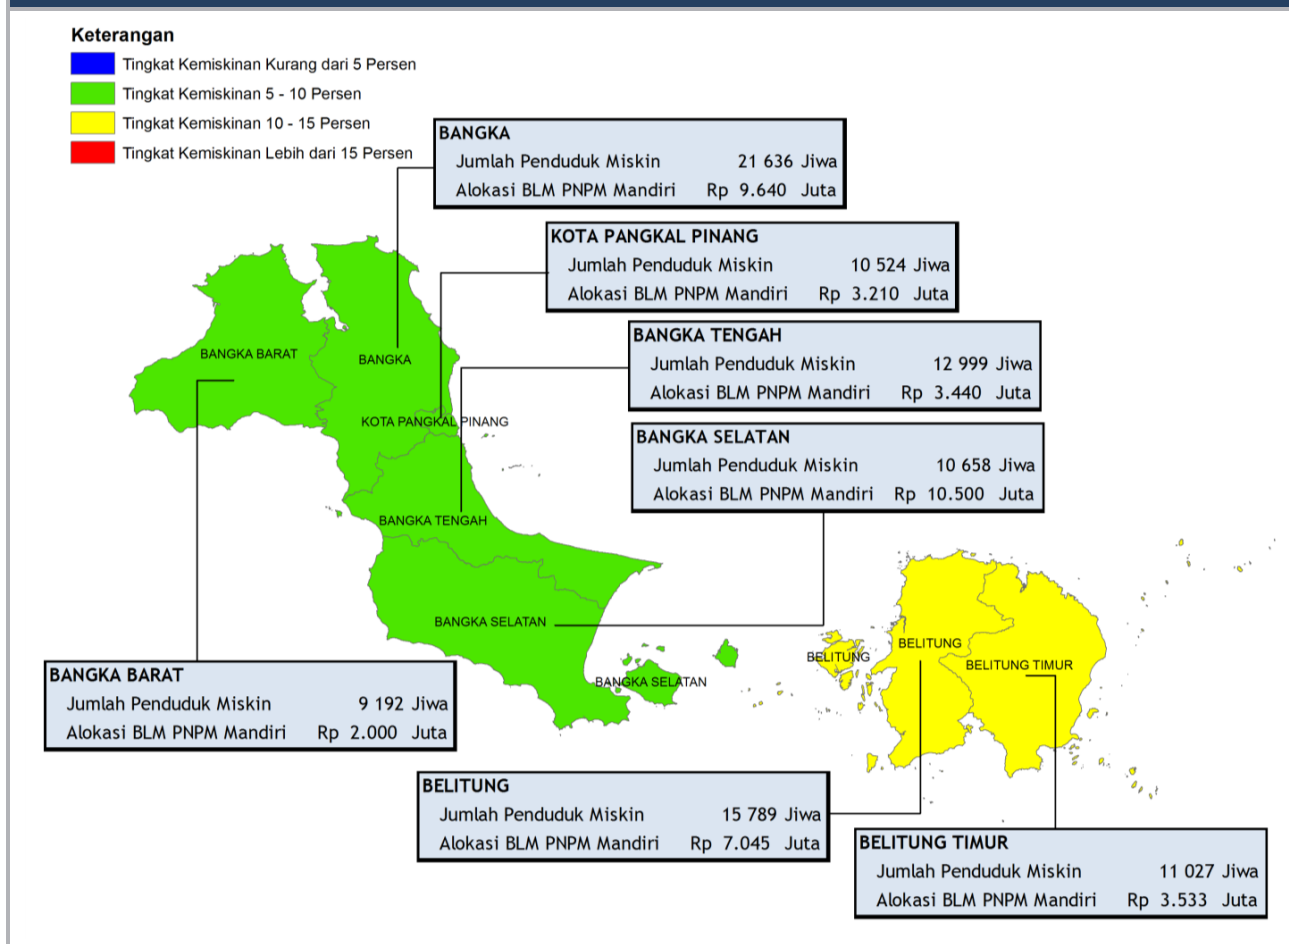 Keterangan
Tingkat Kemiskinan Kurang dari 5 Persen
Tingkat Kemiskinan 5 - 10 Persen
Tingkat Kemiskinan 10 - 15 Persen
Tingkat Kemiskinan Lebih dari 15 Persen
BANGKA
Jumlah Penduduk Miskin 21 636 Jiwa
Alokasi BLM PNPM Mandiri Rp 9.640 Juta
KOTA PANGKAL PINANG
Jumlah Penduduk Miskin 10 524 Jiwa
Alokasi BLM PNPM Mandiri Rp 3.210 Juta
BANGKA TENGAH
Jumlah Penduduk Miskin 12 999 Jiwa
Alokasi BLM PNPM Mandiri Rp 3.440 Juta
BANGKA SELATAN
Jumlah Penduduk Miskin 10 658 Jiwa
Alokasi BLM PNPM Mandiri Rp 10.500 Juta
BANGKA BARAT
BANGKA
KOTA PANGKAL PINANG
BANGKA TENGAH
BANGKA SELATAN
BANGKA SELATAN
BELITUNG
BELITUNG
BELITUNG TIMUR
BANGKA BARAT
Jumlah Penduduk Miskin 9 192 Jiwa
Alokasi BLM PNPM Mandiri Rp 2.000 Juta
BELITUNG
Jumlah Penduduk Miskin 15 789 Jiwa
Alokasi BLM PNPM Mandiri Rp 7.045 Juta
BELITUNG TIMUR
Jumlah Penduduk Miskin 11 027 Jiwa
Alokasi BLM PNPM Mandiri Rp 3.533 Juta